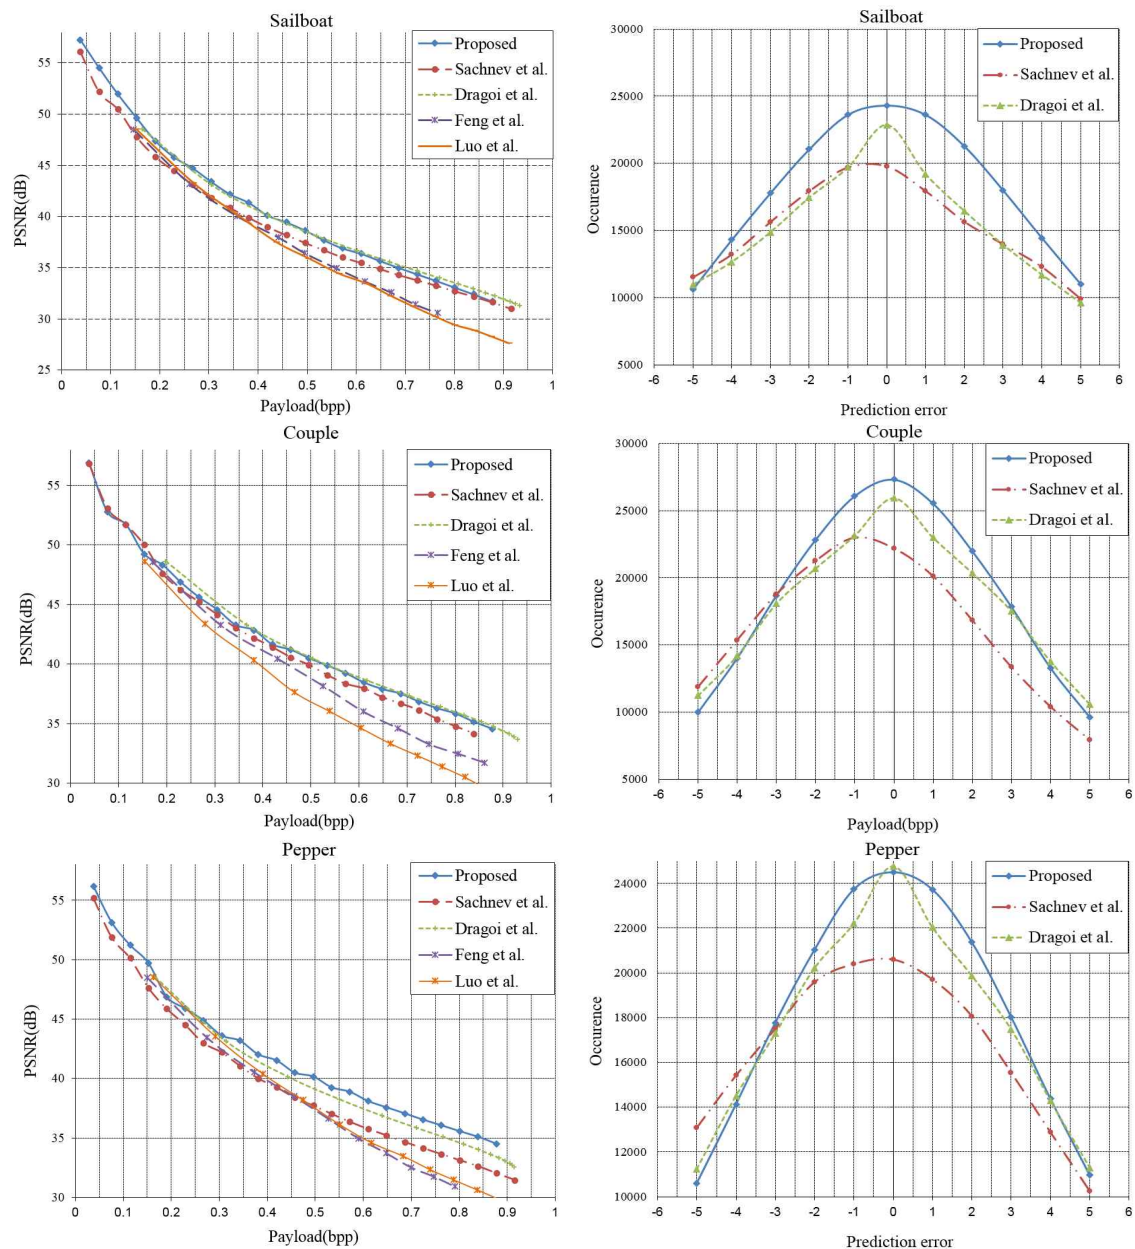 Sailboat
PSNR(dB)
55
50
45
40
35
30
25
0 0.1 0.2 0.3 0.4 0.5 0.6 0.7 0.8 0.9 1
Payload(bpp)
Proposed
Sachnev et al.
Dragoi et al.
Feng et al.
Luo et al.
Sailboat
Occurence
30000
25000
20000
15000
10000
5000
-6 -5 -4 -3 -2 -1 0 1 2 3 4 5 6
Prediction error
Proposed
Sachnev et al.
Dragoi et al.
Couple
PSNR(dB)
55
50
45
40
35
30
0 0.1 0.2 0.3 0.4 0.5 0.6 0.7 0.8 0.9 1
Payload(bpp)
Proposed
Sachnev et al.
Dragoi et al.
Feng et al.
Luo et al.
Couple
Occurence
30000
25000
20000
15000
10000
5000
-6 -5 -4 -3 -2 -1 0 1 2 3 4 5 6
Payload(bpp)
Proposed
Sachnev et al.
Dragoi et al.
Pepper
PSNR(dB)
55
50
45
40
35
30
0 0.1 0.2 0.3 0.4 0.5 0.6 0.7 0.8 0.9 1
Payload(bpp)
Proposed
Sachnev et al.
Dragoi et al.
Feng et al.
Luo et al.
Pepper
Occurence
24000
22000
20000
18000
16000
14000
12000
10000
-6 -5 -4 -3 -2 -1 0 1 2 3 4 5 6
Prediction error
Proposed
Sachnev et al.
Dragoi et al.